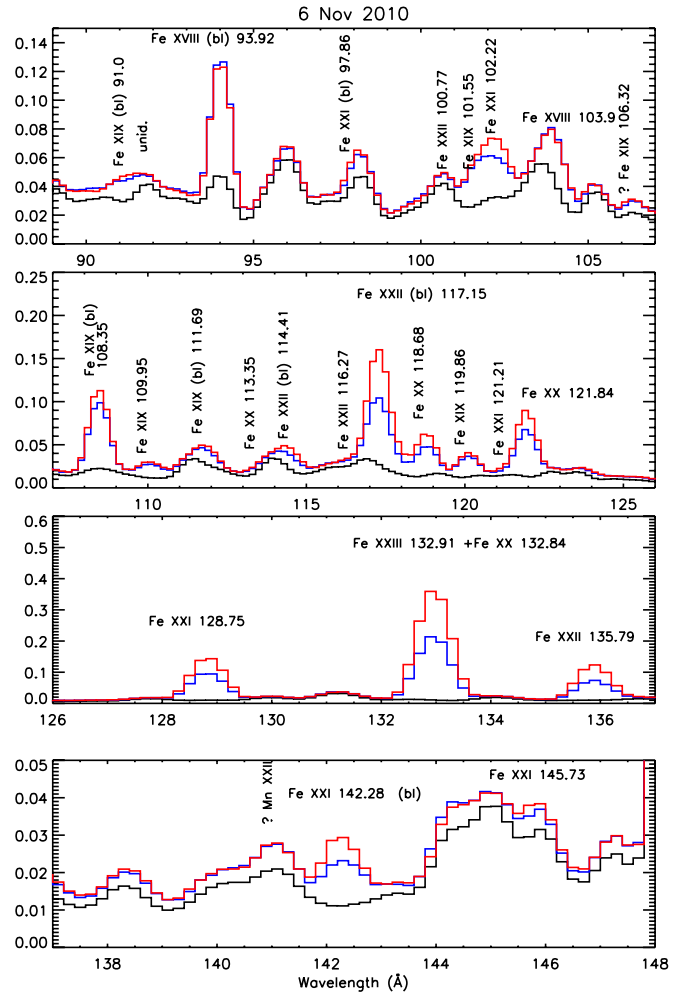 6 Nov 2010
Fe XVIII (bl) 93.92
Fe XIX (bl) 91.0
unid.
Fe XXI (bl) 97.86
Fe XXII 100.77
Fe XIX 101.55
Fe XXI 102.22
Fe XVIII 103.9
? Fe XIX 106.32
0.14
0.12
0.10
0.08
0.06
0.04
0.02
0.00
90 95 100 105
Fe XXII (bl) 117.15
Fe XIX (bl)
108.35
Fe XIX 109.95
Fe XIX (bl) 111.69
Fe XX 113.35
Fe XXII (bl) 114.41
Fe XXII 116.27
Fe XX 118.68
Fe XIX 119.86
Fe XXI 121.21
Fe XX 121.84
0.25
0.20
0.15
0.10
0.05
0.00
110 115 120 125
Fe XXIII 132.91 +Fe XX 132.84
Fe XXI 128.75
Fe XXII 135.79
0.6
0.5
0.4
0.3
0.2
0.1
0.0
126 128 130 132 134 136
? Mn XXII
Fe XXI 142.28 (bl)
Fe XXI 145.73
0.05
0.04
0.03
0.02
0.01
0.00
138 140 142 144 146 148
Wavelength (Å)